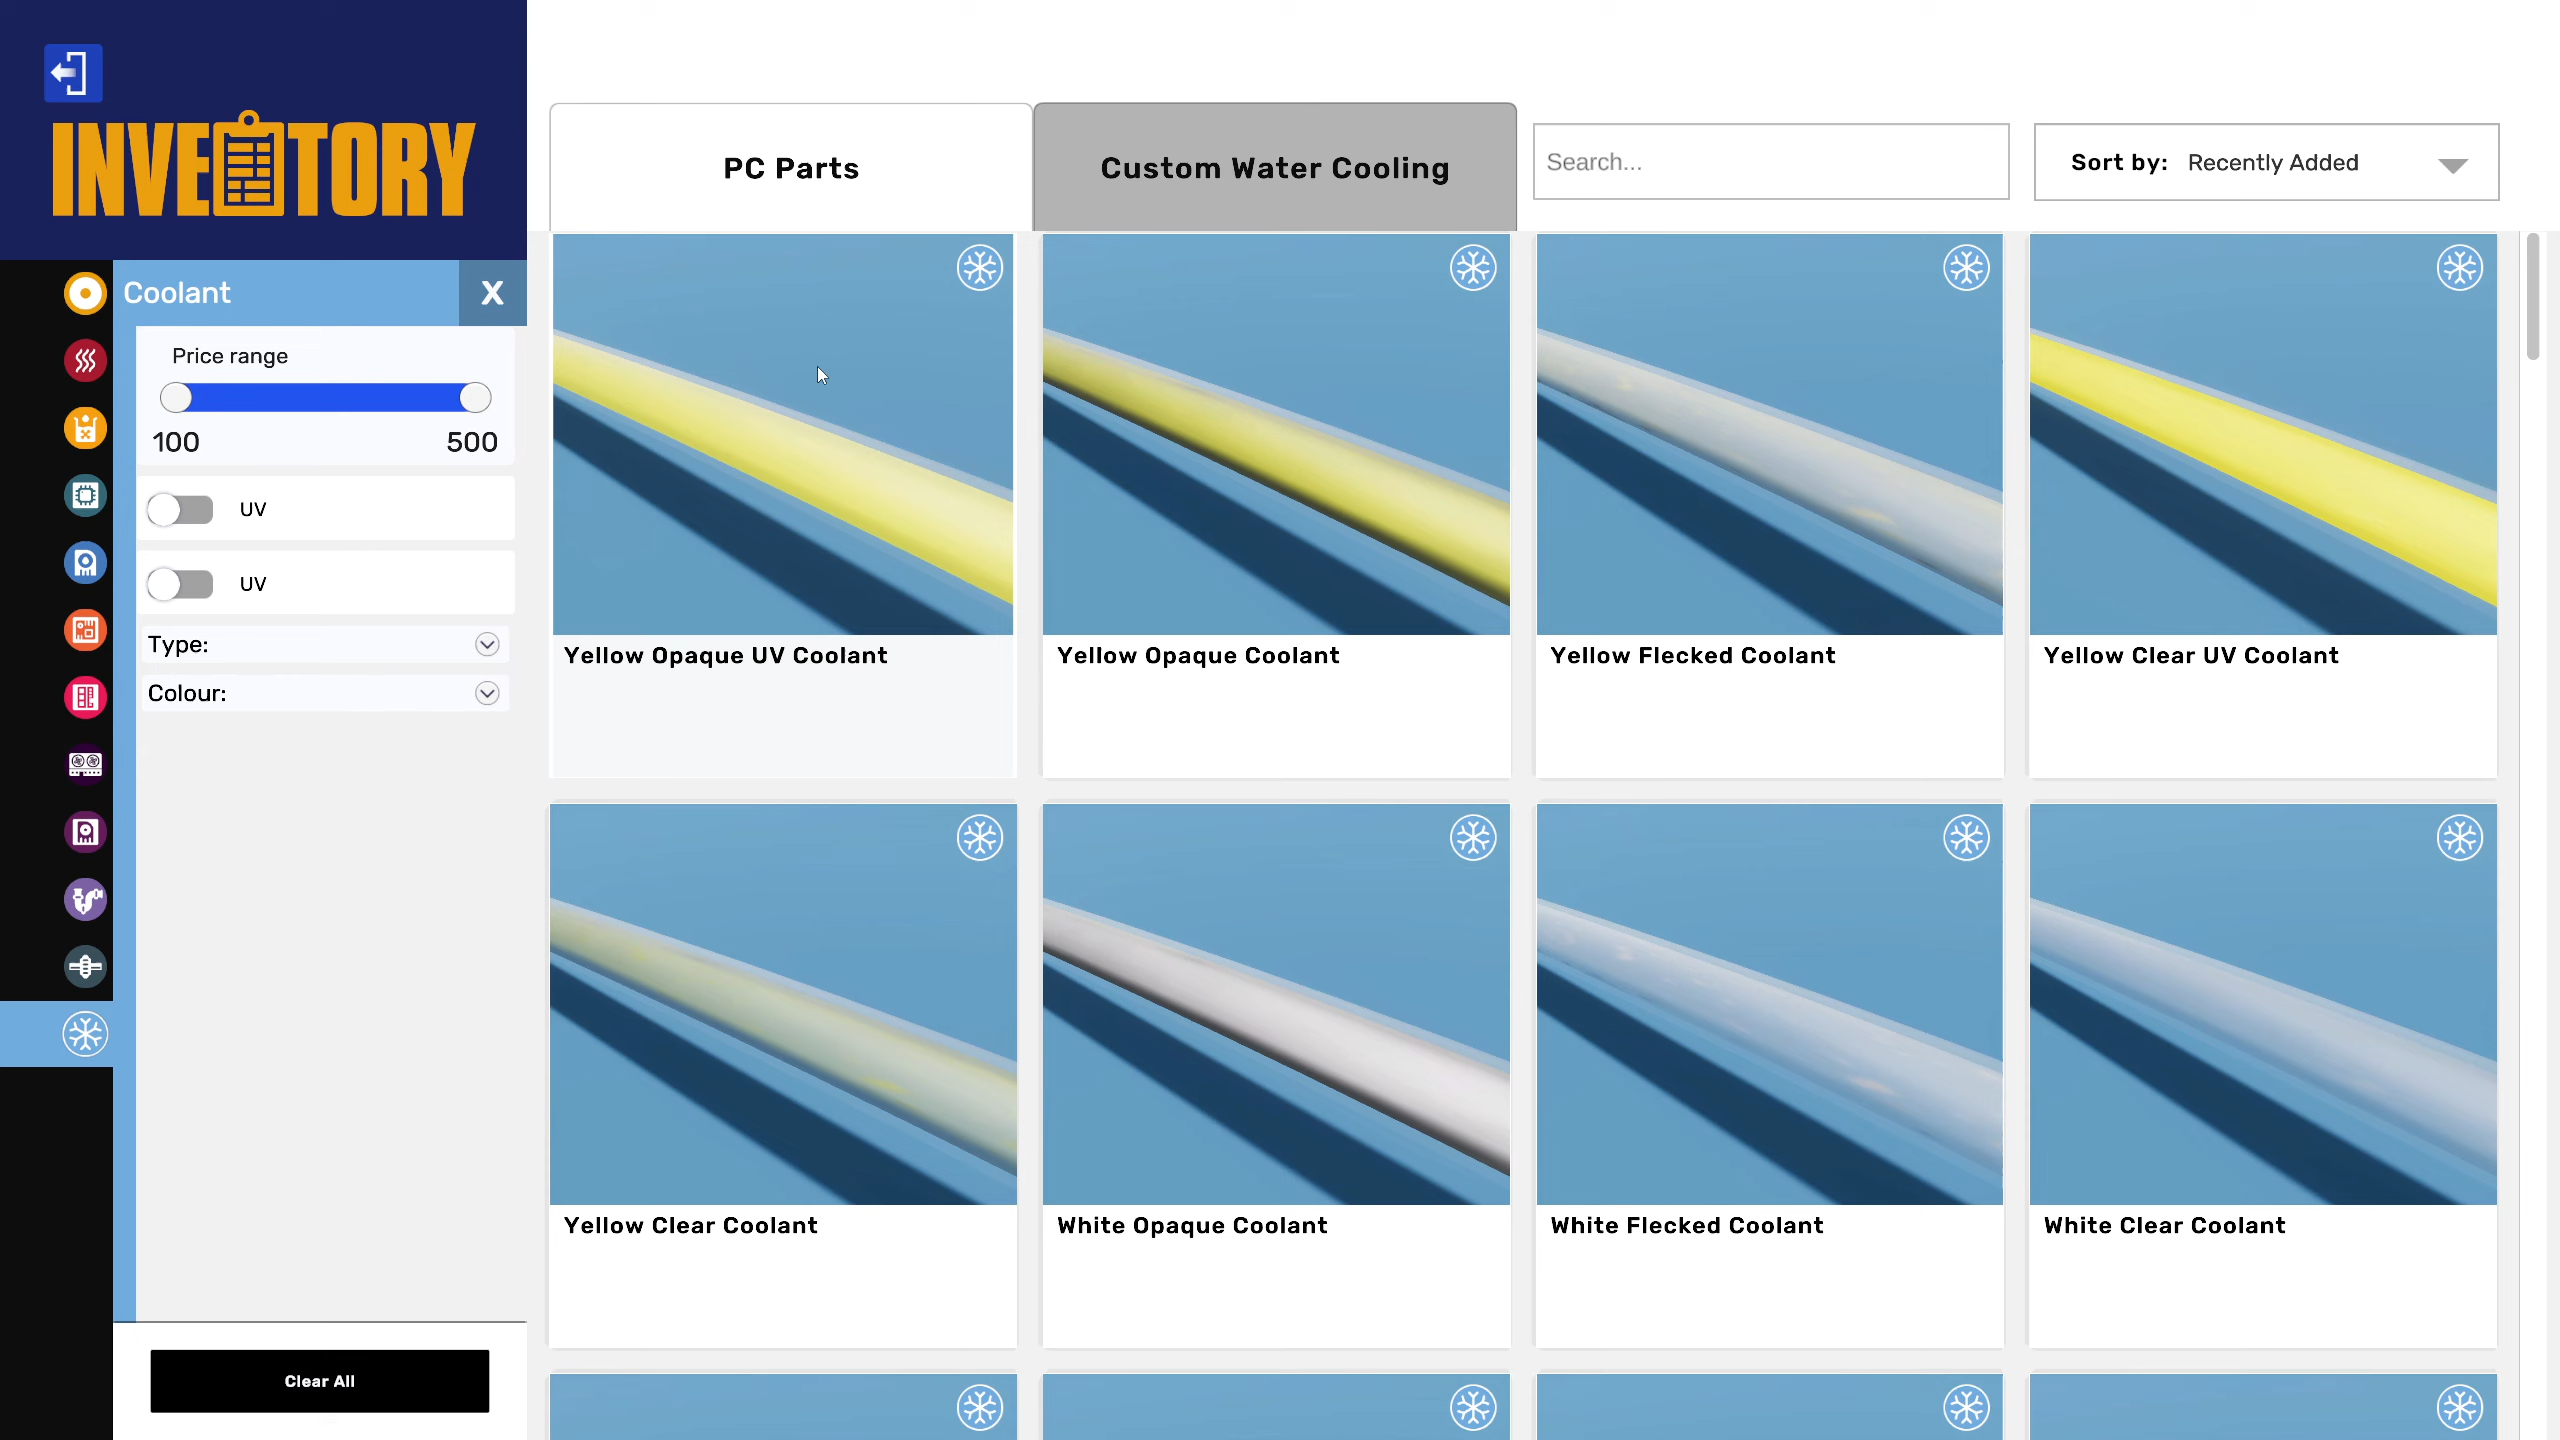 INVENTORY
PC Parts
Custom Water Cooling
Search...
Sort by: Recently Added
Coolant
X
Price range
100
500
UV
UV
Type:
Colour:
Clear All
Yellow Opaque UV Coolant
Yellow Opaque Coolant
Yellow Flecked Coolant
Yellow Clear UV Coolant
Yellow Clear Coolant
White Opaque Coolant
White Flecked Coolant
White Clear Coolant